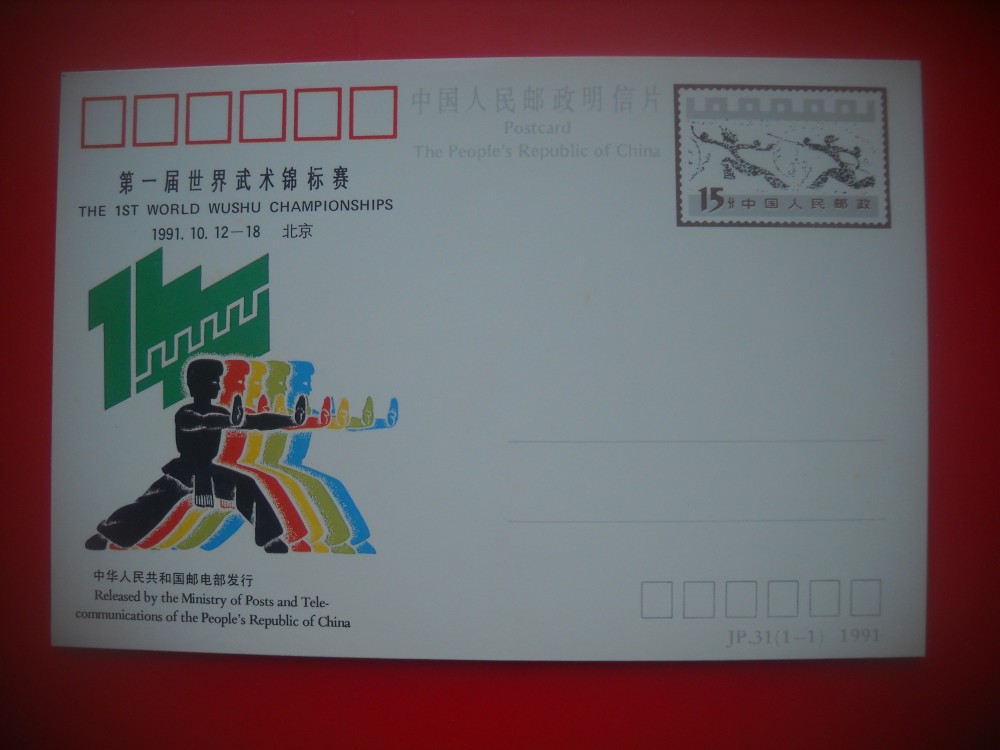 中国人民邮政明信片
Postcard
The People's Republic of China
15分 中国人民邮政
第一届世界武术锦标赛
THE 1ST WORLD WUSHU CHAMPIONSHIPS
1991. 10. 12-18 北京
1
中华人民共和国邮电部发行
Released by the Ministry of Posts and Tele-
communications of the People's Republic of China
JP.31(1-1) 1991